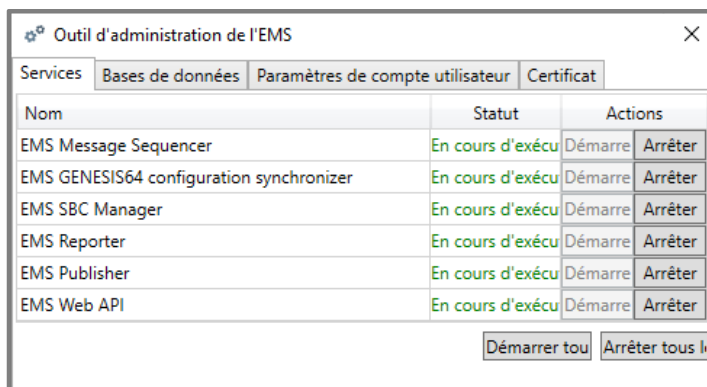 Outil d'administration de l'EMS
Services Bases de données Paramètres de compte utilisateur Certificat
Nom Statut Actions
EMS Message Sequencer En cours d'exécu Démarre Arrêter
EMS GENESIS64 configuration synchronizer En cours d'exécu Démarre Arrêter
EMS SBC Manager En cours d'exécu Démarre Arrêter
EMS Reporter En cours d'exécu Démarre Arrêter
EMS Publisher En cours d'exécu Démarre Arrêter
EMS Web API En cours d'exécu Démarre Arrêter
Démarrer tou Arrêter tous l